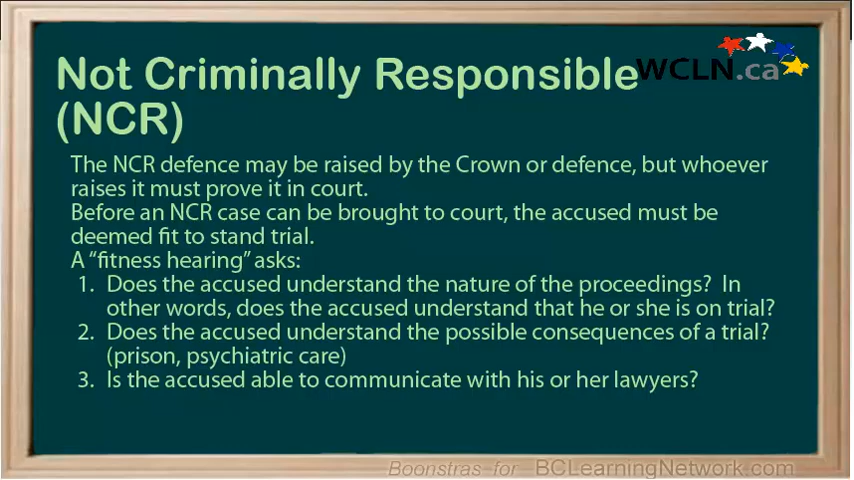 Not Criminally Responsible
(NCR)
WCLN.ca
The NCR defence may be raised by the Crown or defence, but whoever
raises it must prove it in court.
Before an NCR case can be brought to court, the accused must be
deemed fit to stand trial.
A “fitness hearing” asks:
1. Does the accused understand the nature of the proceedings? In
other words, does the accused understand that he or she is on trial?
2. Does the accused understand the possible consequences of a trial?
(prison, psychiatric care)
3. Is the accused able to communicate with his or her lawyers?
Boonstras for BCLearningNetwork.com